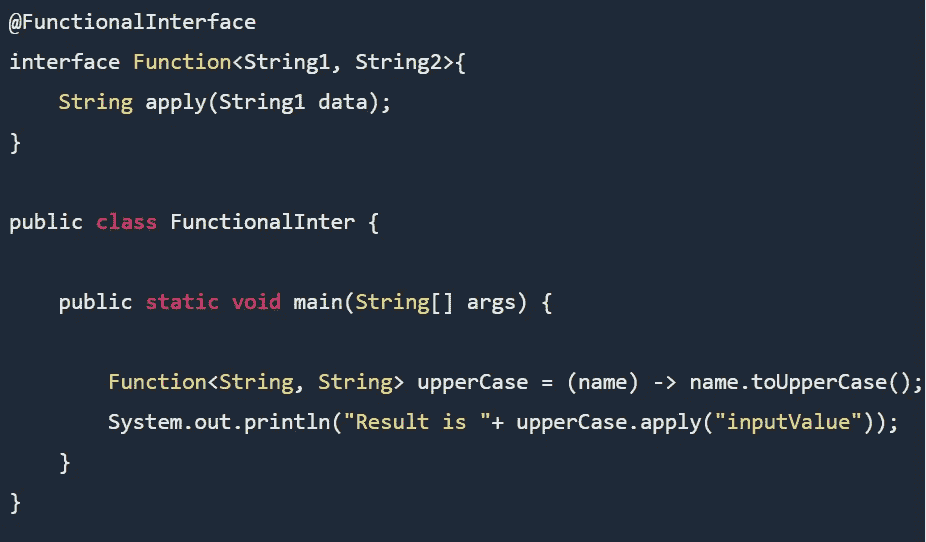 @FunctionalInterface
interface Function<String1, String2>{
    String apply(String1 data);
}
public class FunctionalInter {
    public static void main(String[] args) {
        Function<String, String> upperCase = (name) -> name.toUpperCase();
        System.out.println("Result is "+ upperCase.apply("inputValue"));
    }
}